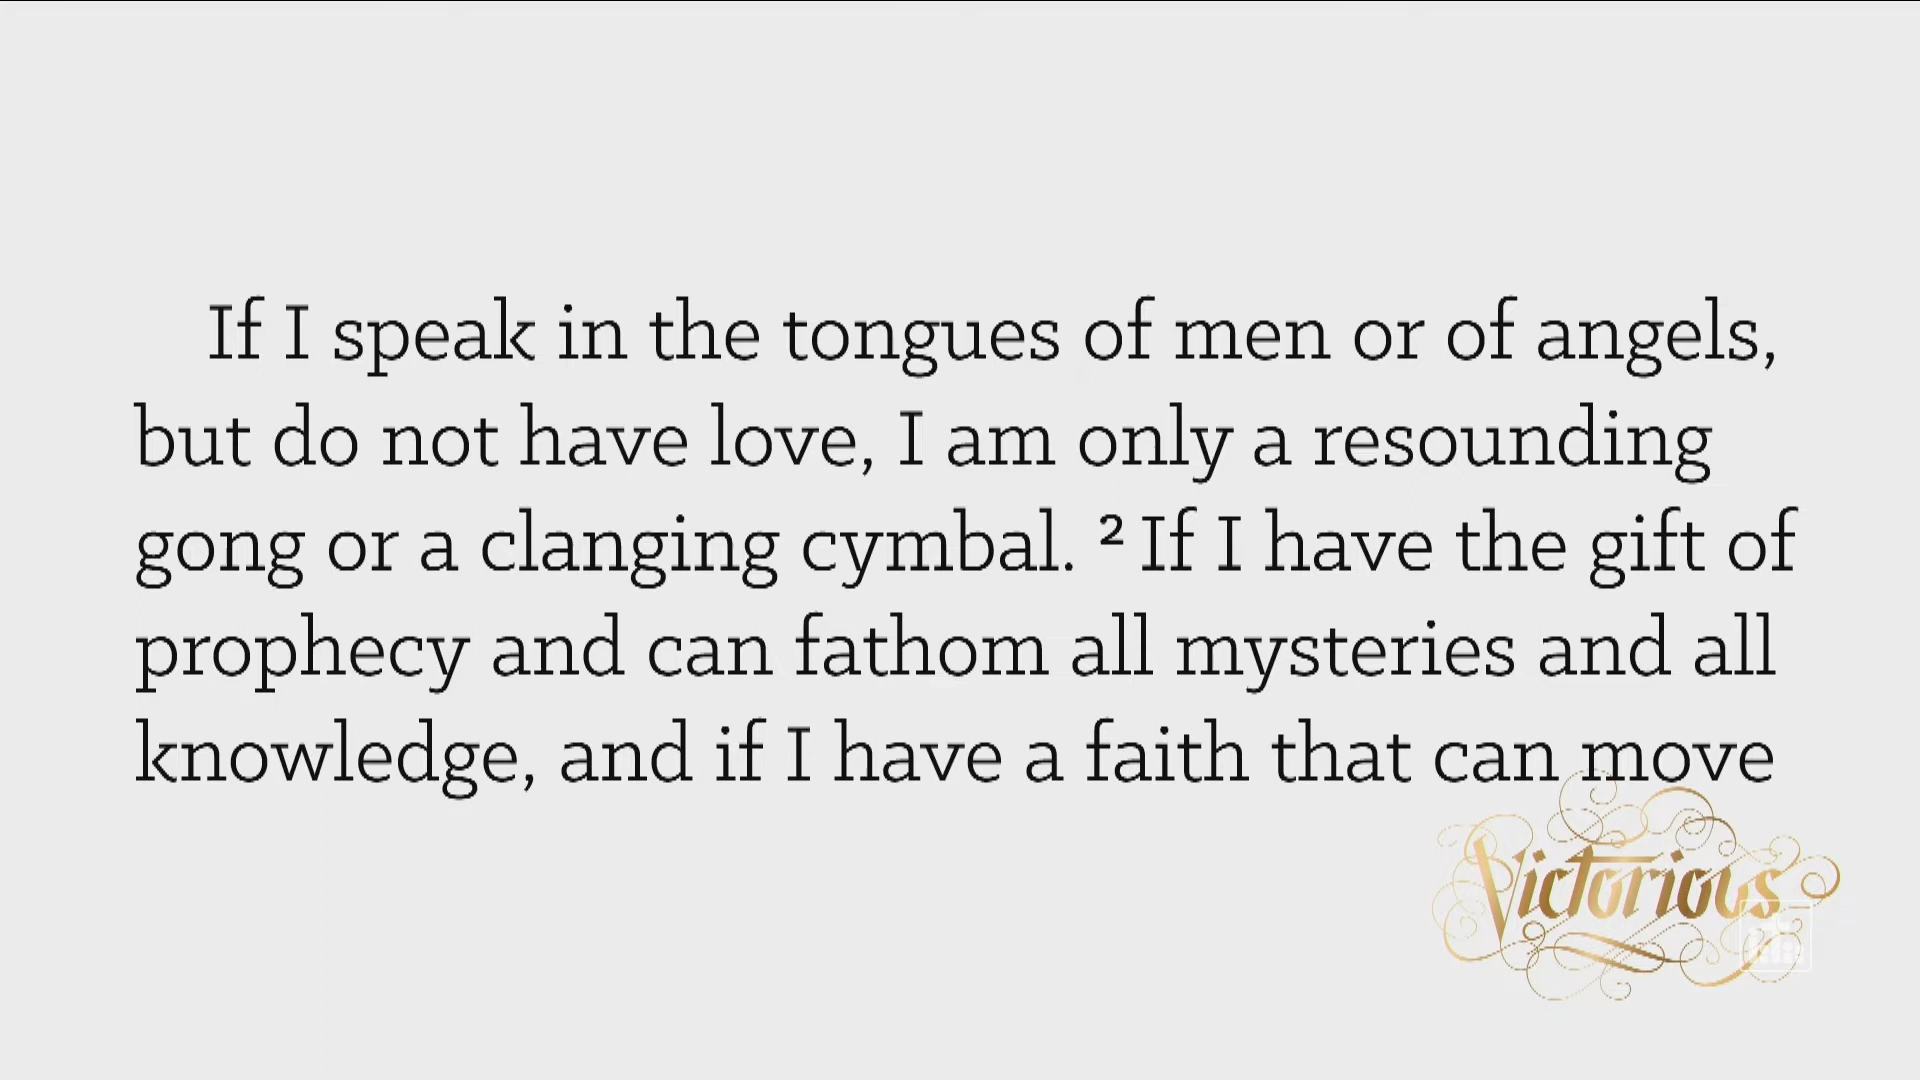 If I speak in the tongues of men or of angels,
but do not have love, I am only a resounding
gong or a clanging cymbal. ² If I have the gift of
prophecy and can fathom all mysteries and all
knowledge, and if I have a faith that can move
Victorious